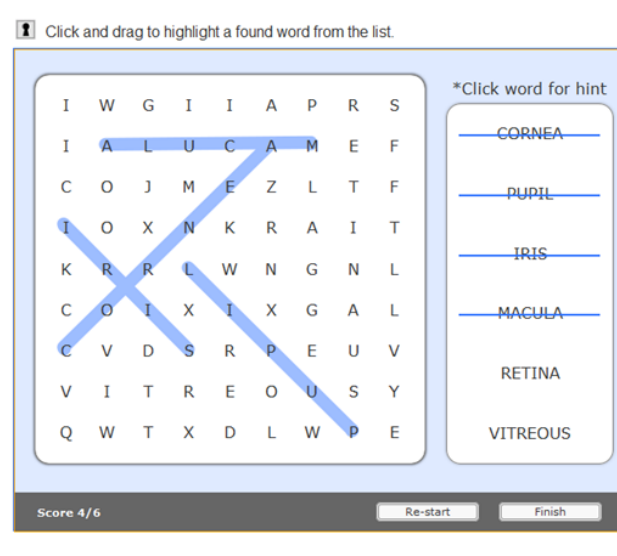 Click and drag to highlight a found word from the list.
*Click word for hint
I W G I I A P R S
I A L U C A M E F
C O J M E Z L T F
I O X N K R A I T
K R R L W N G N L
C O I X I X G A L
C V D S R P E U V
V I T R E O U S Y
Q W T X D L W P E
CORNEA
PUPIL
IRIS
MACULA
RETINA
VITREOUS
Score 4/6
Re-start
Finish